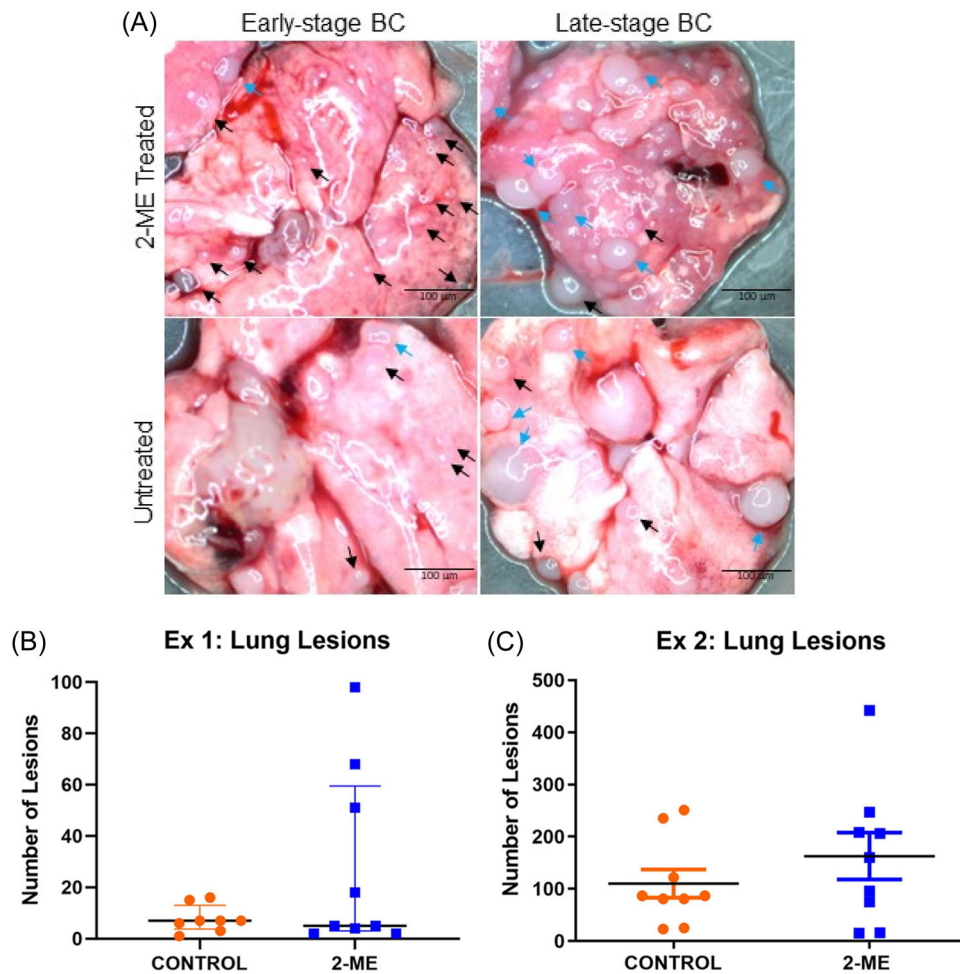 (A)
Early-stage BC
Late-stage BC
2-ME Treated
100 µm
100 µm
Untreated
100 µm
100 µm
(B)
Ex 1: Lung Lesions
Number of Lesions
100
80
60
40
20
0
CONTROL
2-ME
(C)
Ex 2: Lung Lesions
Number of Lesions
500
400
300
200
100
0
CONTROL
2-ME